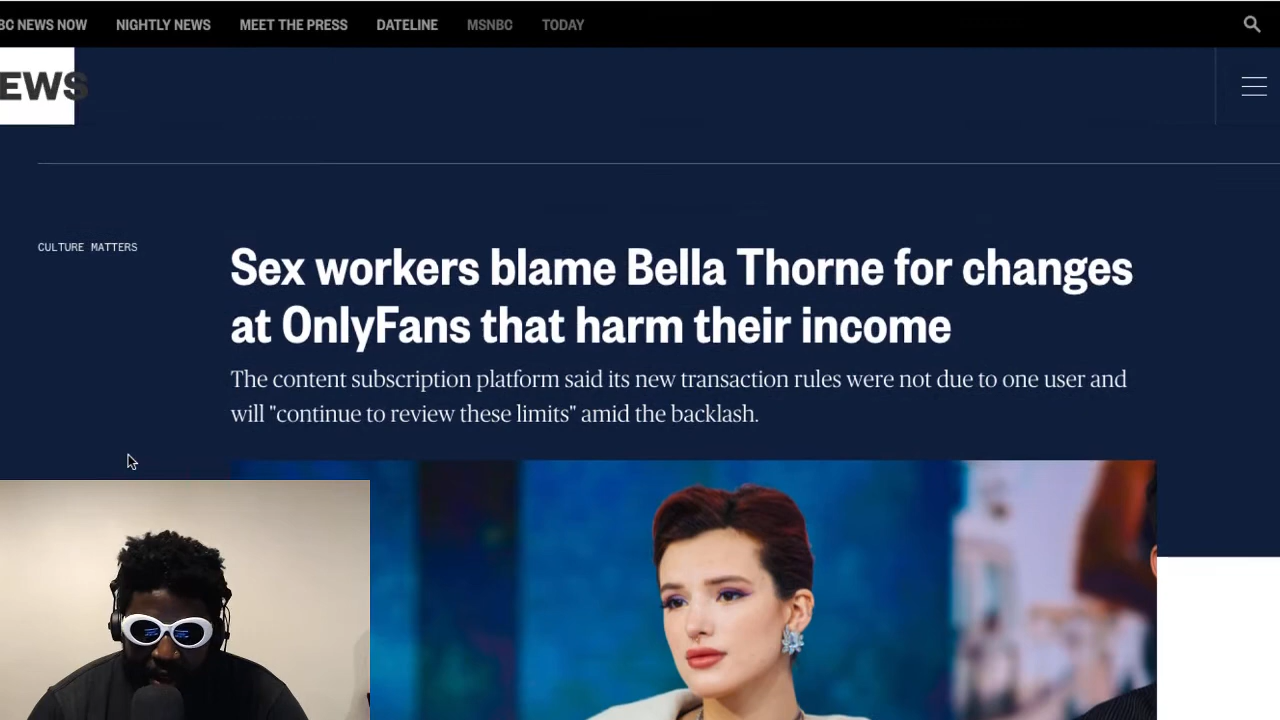 BC NEWS NOW NIGHTLY NEWS MEET THE PRESS DATELINE MSNBC TODAY
EWS
CULTURE MATTERS
Sex workers blame Bella Thorne for changes
at OnlyFans that harm their income
The content subscription platform said its new transaction rules were not due to one user and
will "continue to review these limits" amid the backlash.